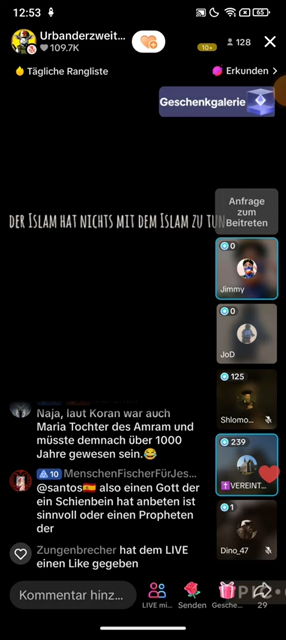 12:53
65
Urbanderzweit...
109.7K
10+
128
Tägliche Rangliste
Erkunden
Geschenkgalerie
Anfrage
zum
Beitreten
DER ISLAM HAT NICHTS MIT DEM ISLAM ZU TUN
0
Jimmy
0
JoD
125
Shlomo...
239
VEREINT...
1
Dino_47
Naja, laut Koran war auch
Maria Tochter des Amram und
müsste demnach über 1000
Jahre gewesen sein.😂
10 MenschenFischerFürJes...
@santos🇪🇸 also einen Gott der
ein Schienbein hat anbeten ist
sinnvoll oder einen Propheten
der
Zungenbrecher hat dem LIVE
einen Like gegeben
Kommentar hinz...
LIVE mi...
Senden
Gesche...
29